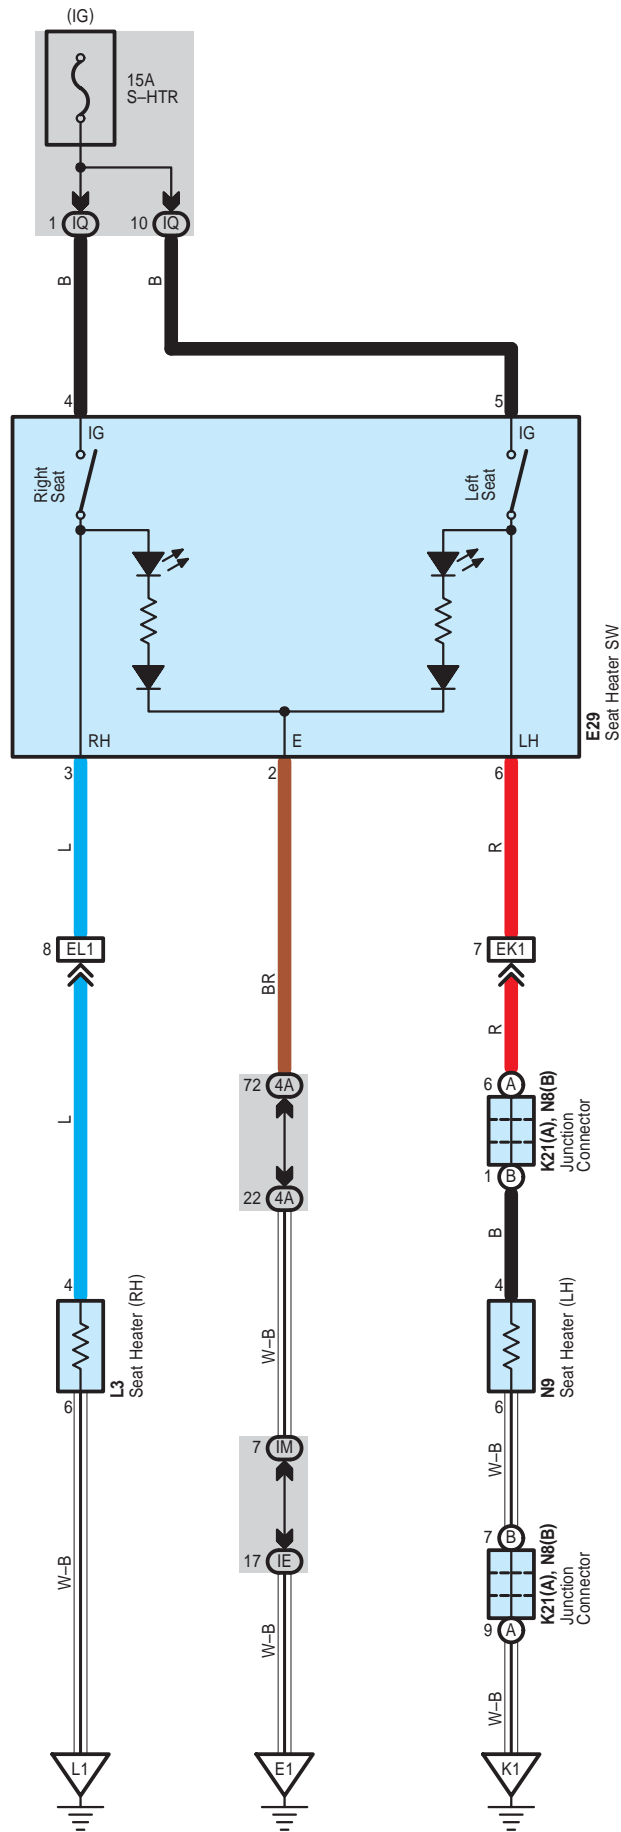 (IG)
15A
S–HTR
1 IQ
10 IQ
B
B
4
5
IG
IG
Right
Seat
Left
Seat
E29
Seat Heater SW
RH
E
LH
3
2
6
L
R
8 EL1
7 EK1
BR
R
72 4A
6 A
K21(A), N8(B)
Junction
Connector
L
1 B
22 4A
B
4
4
L3
Seat Heater (RH)
W–B
N9
Seat Heater (LH)
6
6
7 IM
W–B
7 B
17 IE
K21(A), N8(B)
Junction
Connector
W–B
9 A
W–B
W–B
L1
E1
K1